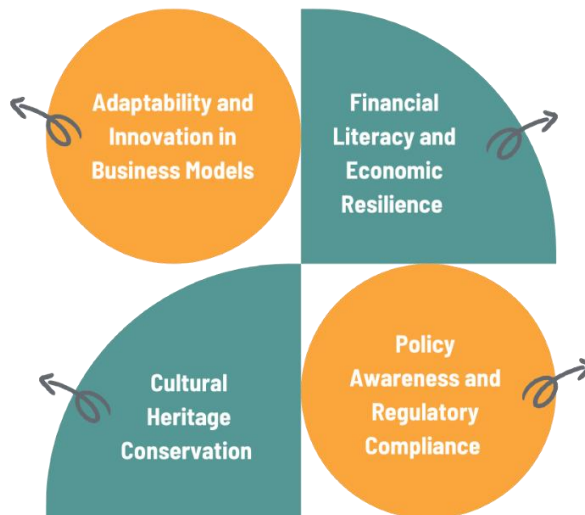 Adaptability and
Innovation in
Business Models
Financial
Literacy and
Economic
Resilience
Cultural
Heritage
Conservation
Policy
Awareness and
Regulatory
Compliance